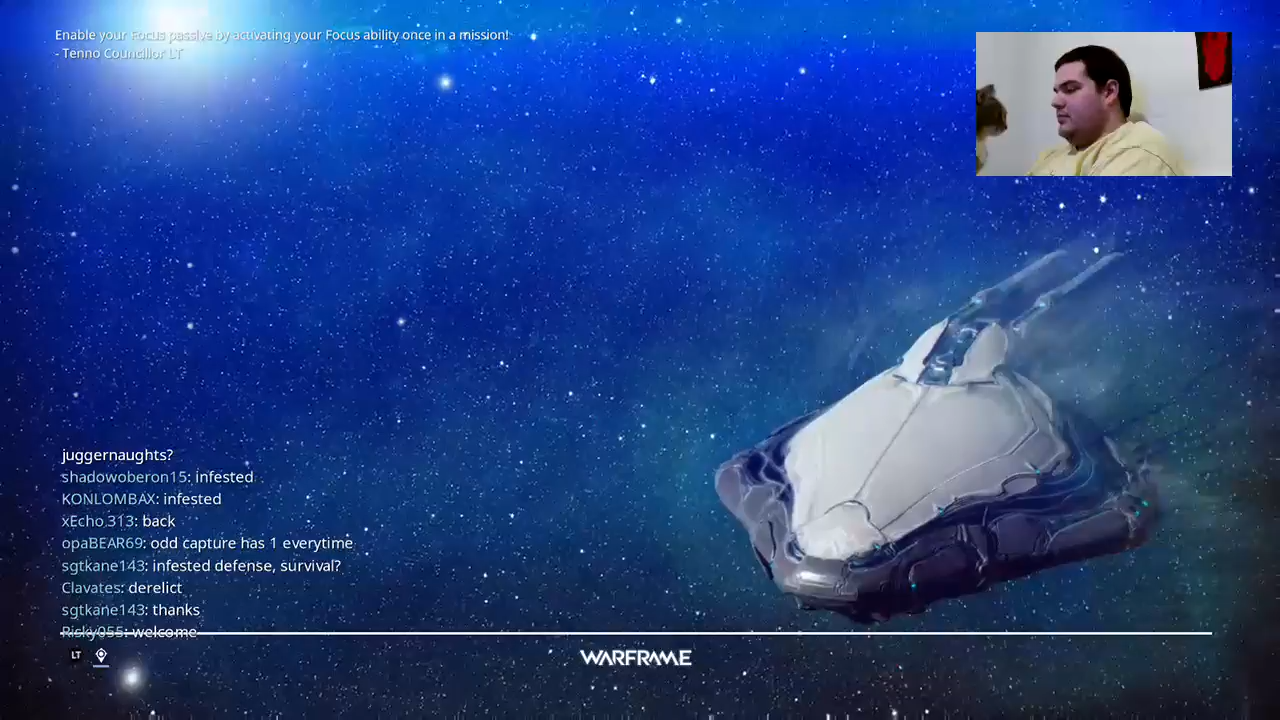 Enable your Focus passive by activating your Focus ability once in a mission!
- Tenno Councillor LT
juggernaughts?
shadowoberon15: infested
KONLOMBAX: infested
xEcho,313: back
opaBEAR69: odd capture has 1 everytime
sgtkane143: infested defense, survival?
Clavates: derelict
sgtkane143: thanks
Risky055: welcome
LT
WARFRAME